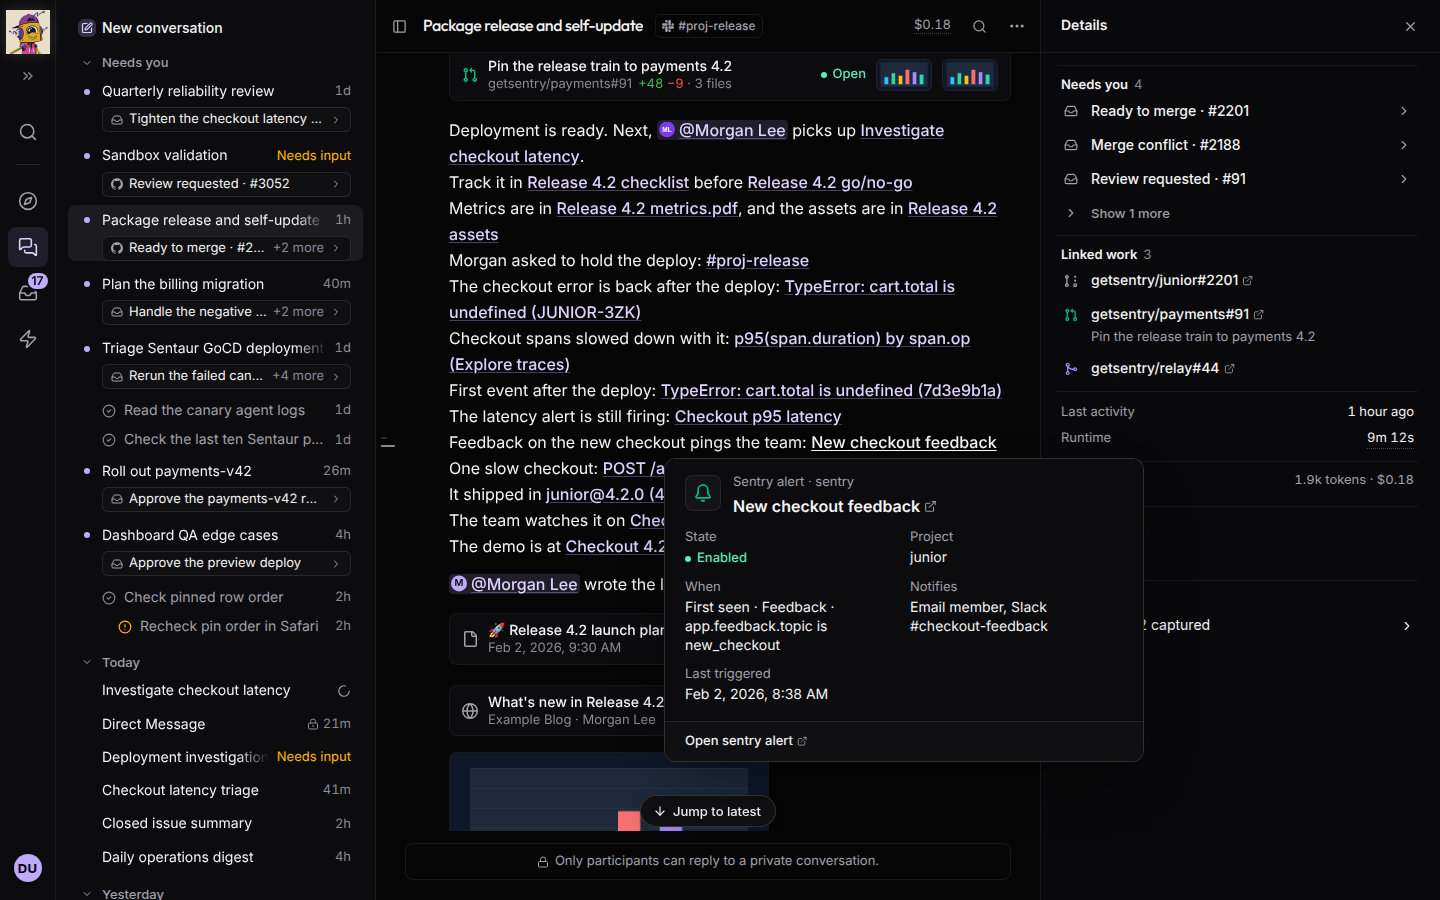 New conversation
Needs you
Quarterly reliability review 1d
Tighten the checkout latency ...
Sandbox validation Needs input
Review requested · #3052
Package release and self-update 1h
Ready to merge · #2... +2 more
Plan the billing migration 40m
Handle the negative ... +2 more
Triage Sentaur GoCD deployment 1d
Rerun the failed can... +4 more
Read the canary agent logs 1d
Check the last ten Sentaur p... 1d
Roll out payments-v42 26m
Approve the payments-v42 r...
Dashboard QA edge cases 4h
Approve the preview deploy
Check pinned row order 2h
Recheck pin order in Safari 2h
Today
Investigate checkout latency
Direct Message 21m
Deployment investigation Needs input
Checkout latency triage 41m
Closed issue summary 2h
Daily operations digest 4h
Yesterday
17
DU
Package release and self-update #proj-release $0.18
Pin the release train to payments 4.2
getsentry/payments#91 +48 −9 · 3 files
Open
Deployment is ready. Next, ML @Morgan Lee picks up Investigate
checkout latency.
Track it in Release 4.2 checklist before Release 4.2 go/no-go
Metrics are in Release 4.2 metrics.pdf, and the assets are in Release 4.2
assets
Morgan asked to hold the deploy: #proj-release
The checkout error is back after the deploy: TypeError: cart.total is
undefined (JUNIOR-3ZK)
Checkout spans slowed down with it: p95(span.duration) by span.op
(Explore traces)
First event after the deploy: TypeError: cart.total is undefined (7d3e9b1a)
The latency alert is still firing: Checkout p95 latency
Feedback on the new checkout pings the team: New checkout feedback
One slow checkout: POST /a
It shipped in junior@4.2.0 (4
The team watches it on Chec
The demo is at Checkout 4.2
M @Morgan Lee wrote the l
🚀 Release 4.2 launch plan
Feb 2, 2026, 9:30 AM
What's new in Release 4.2
Example Blog · Morgan Lee
Jump to latest
Only participants can reply to a private conversation.
Sentry alert · sentry
New checkout feedback
State
Enabled
Project
junior
When
First seen · Feedback ·
app.feedback.topic is
new_checkout
Notifies
Email member, Slack
#checkout-feedback
Last triggered
Feb 2, 2026, 8:38 AM
Open sentry alert
Details
Needs you 4
Ready to merge · #2201
Merge conflict · #2188
Review requested · #91
Show 1 more
Linked work 3
getsentry/junior#2201
getsentry/payments#91
Pin the release train to payments 4.2
getsentry/relay#44
Last activity 1 hour ago
Runtime 9m 12s
1.9k tokens · $0.18
2 captured